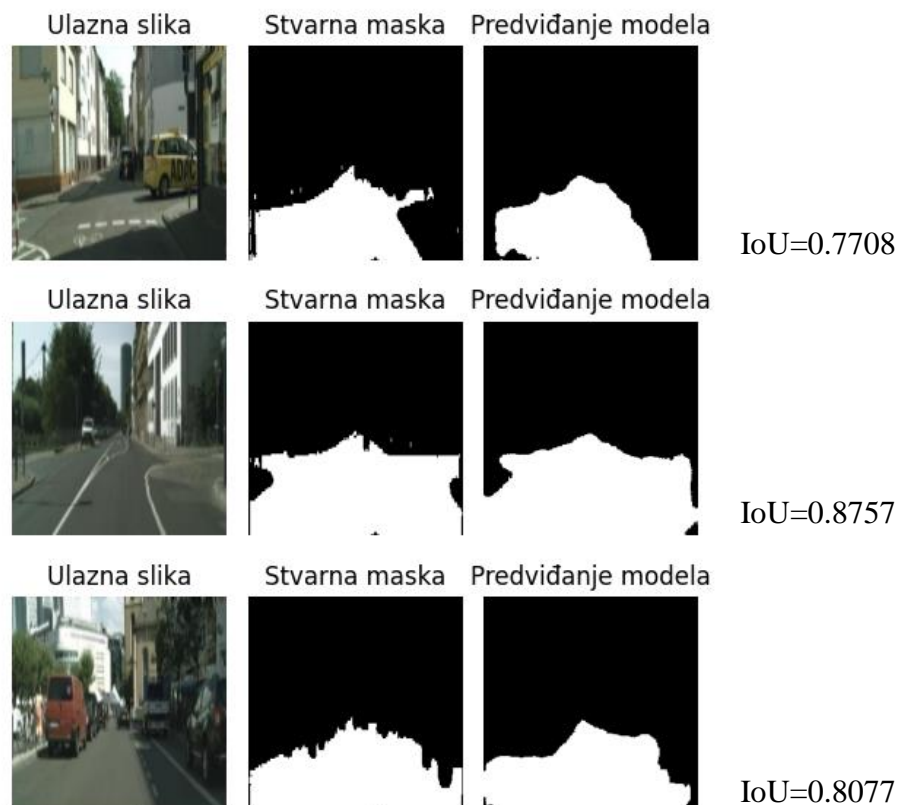 Ulazna slika Stvarna maska Predviđanje modela
ADAC
IoU=0.7708
Ulazna slika Stvarna maska Predviđanje modela
IoU=0.8757
Ulazna slika Stvarna maska Predviđanje modela
IoU=0.8077